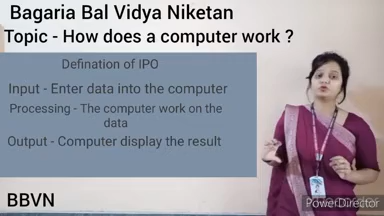 Bagaria Bal Vidya Niketan
Topic - How does a computer work ?
Defination of IPO
Input - Enter data into the computer
Processing - The computer work on the
data
Output - Computer display the result
BBVN
PowerDirector